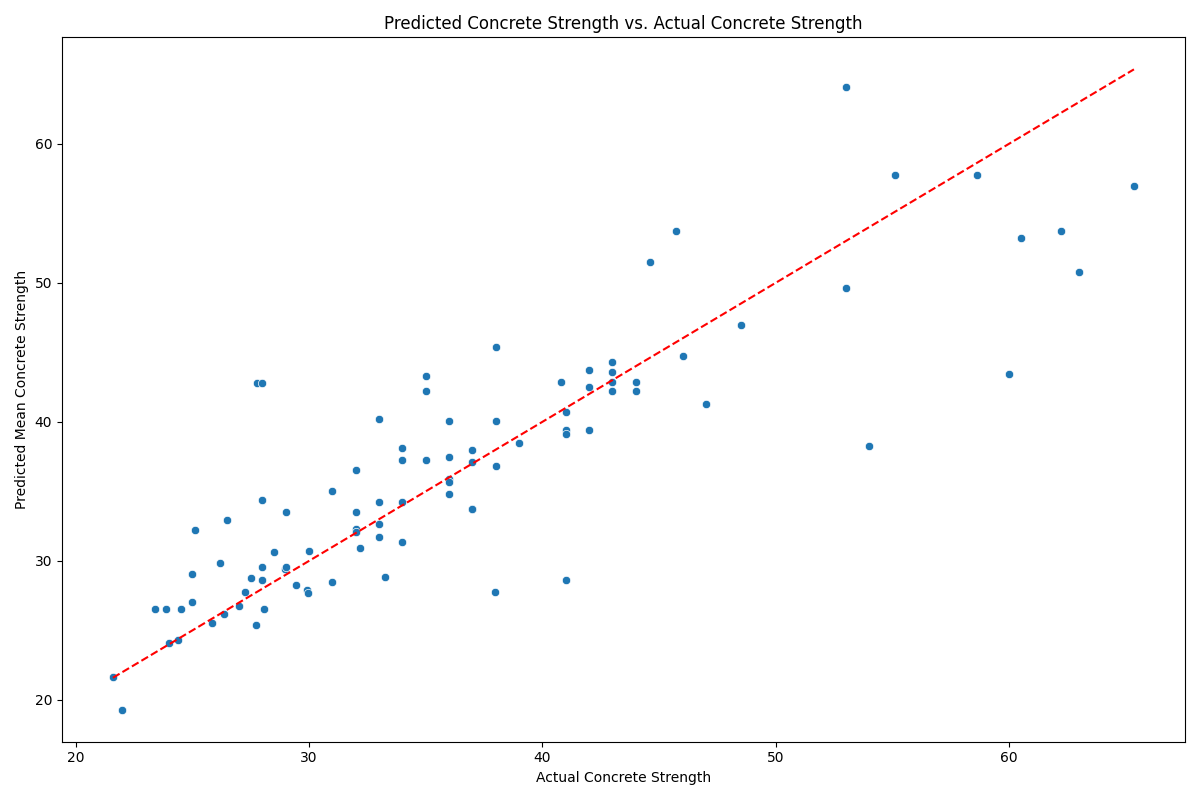 Predicted Concrete Strength vs. Actual Concrete Strength
Predicted Mean Concrete Strength
60
50
40
30
20
20 30 40 50 60
Actual Concrete Strength